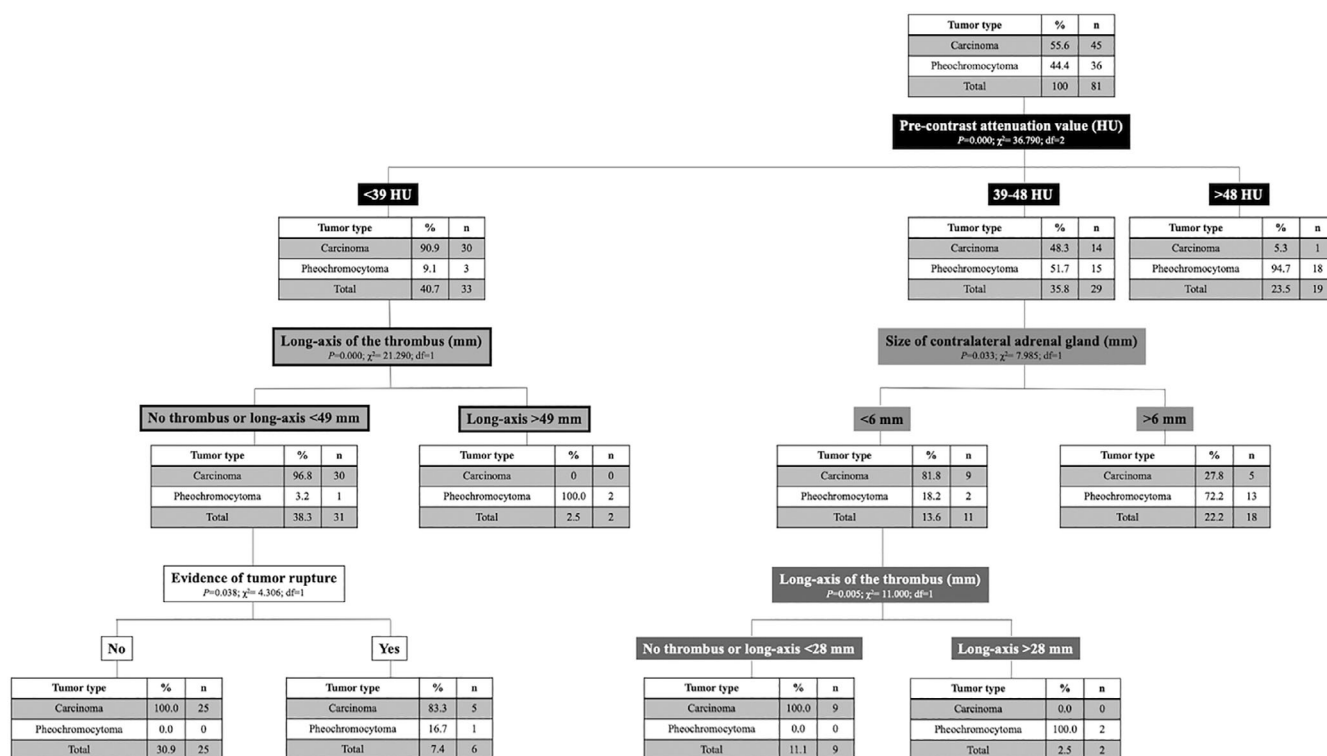 Tumor type % n
Carcinoma 55.6 45
Pheochromocytoma 44.4 36
Total 100 81
Pre-contrast attenuation value (HU)
P=0.000; χ²= 36.790; df=2
<39 HU
Tumor type % n
Carcinoma 90.9 30
Pheochromocytoma 9.1 3
Total 40.7 33
39-48 HU
Tumor type % n
Carcinoma 48.3 14
Pheochromocytoma 51.7 15
Total 35.8 29
>48 HU
Tumor type % n
Carcinoma 5.3 1
Pheochromocytoma 94.7 18
Total 23.5 19
Long-axis of the thrombus (mm)
P=0.000; χ²= 21.290; df=1
Size of contralateral adrenal gland (mm)
P=0.033; χ²= 7.985; df=1
No thrombus or long-axis <49 mm
Tumor type % n
Carcinoma 96.8 30
Pheochromocytoma 3.2 1
Total 38.3 31
Long-axis >49 mm
Tumor type % n
Carcinoma 0 0
Pheochromocytoma 100.0 2
Total 2.5 2
<6 mm
Tumor type % n
Carcinoma 81.8 9
Pheochromocytoma 18.2 2
Total 13.6 11
>6 mm
Tumor type % n
Carcinoma 27.8 5
Pheochromocytoma 72.2 13
Total 22.2 18
Evidence of tumor rupture
P=0.038; χ²= 4.306; df=1
Long-axis of the thrombus (mm)
P=0.005; χ²= 11.000; df=1
No
Tumor type % n
Carcinoma 100.0 25
Pheochromocytoma 0.0 0
Total 30.9 25
Yes
Tumor type % n
Carcinoma 83.3 5
Pheochromocytoma 16.7 1
Total 7.4 6
No thrombus or long-axis <28 mm
Tumor type % n
Carcinoma 100.0 9
Pheochromocytoma 0.0 0
Total 11.1 9
Long-axis >28 mm
Tumor type % n
Carcinoma 0.0 0
Pheochromocytoma 100.0 2
Total 2.5 2